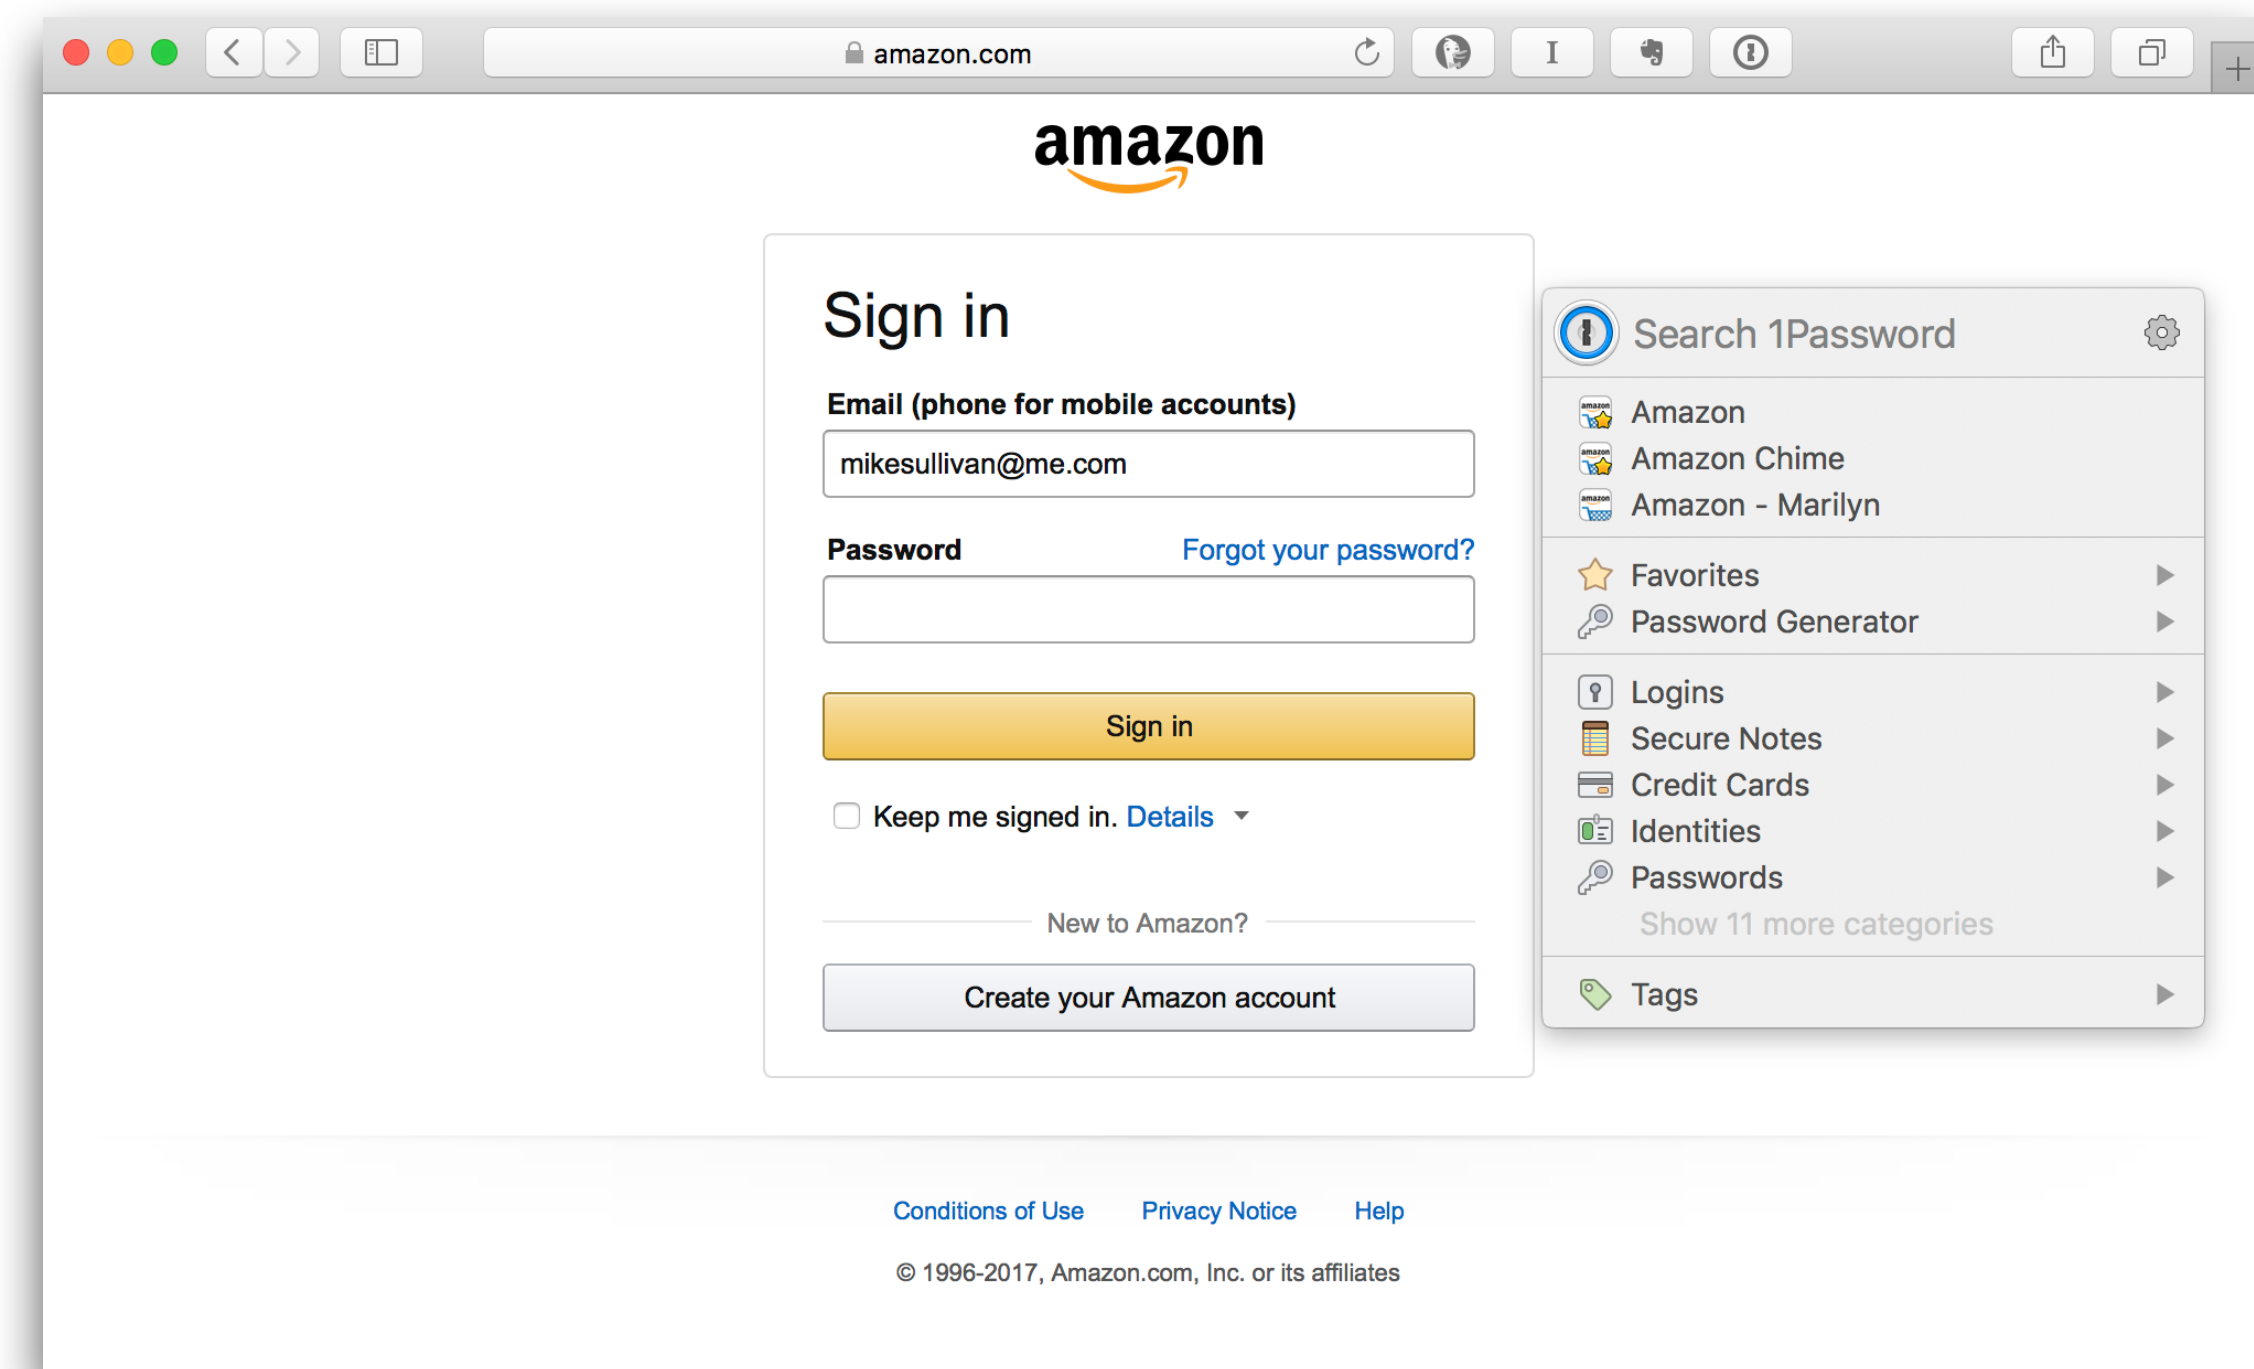 amazon.com
amazon
Sign in
Email (phone for mobile accounts)
mikesullivan@me.com
Password Forgot your password?
Sign in
Keep me signed in. Details
New to Amazon?
Create your Amazon account
Conditions of Use Privacy Notice Help
© 1996-2017, Amazon.com, Inc. or its affiliates
Search 1Password
amazon Amazon
amazon Amazon Chime
amazon Amazon - Marilyn
Favorites
Password Generator
Logins
Secure Notes
Credit Cards
Identities
Passwords
Show 11 more categories
Tags